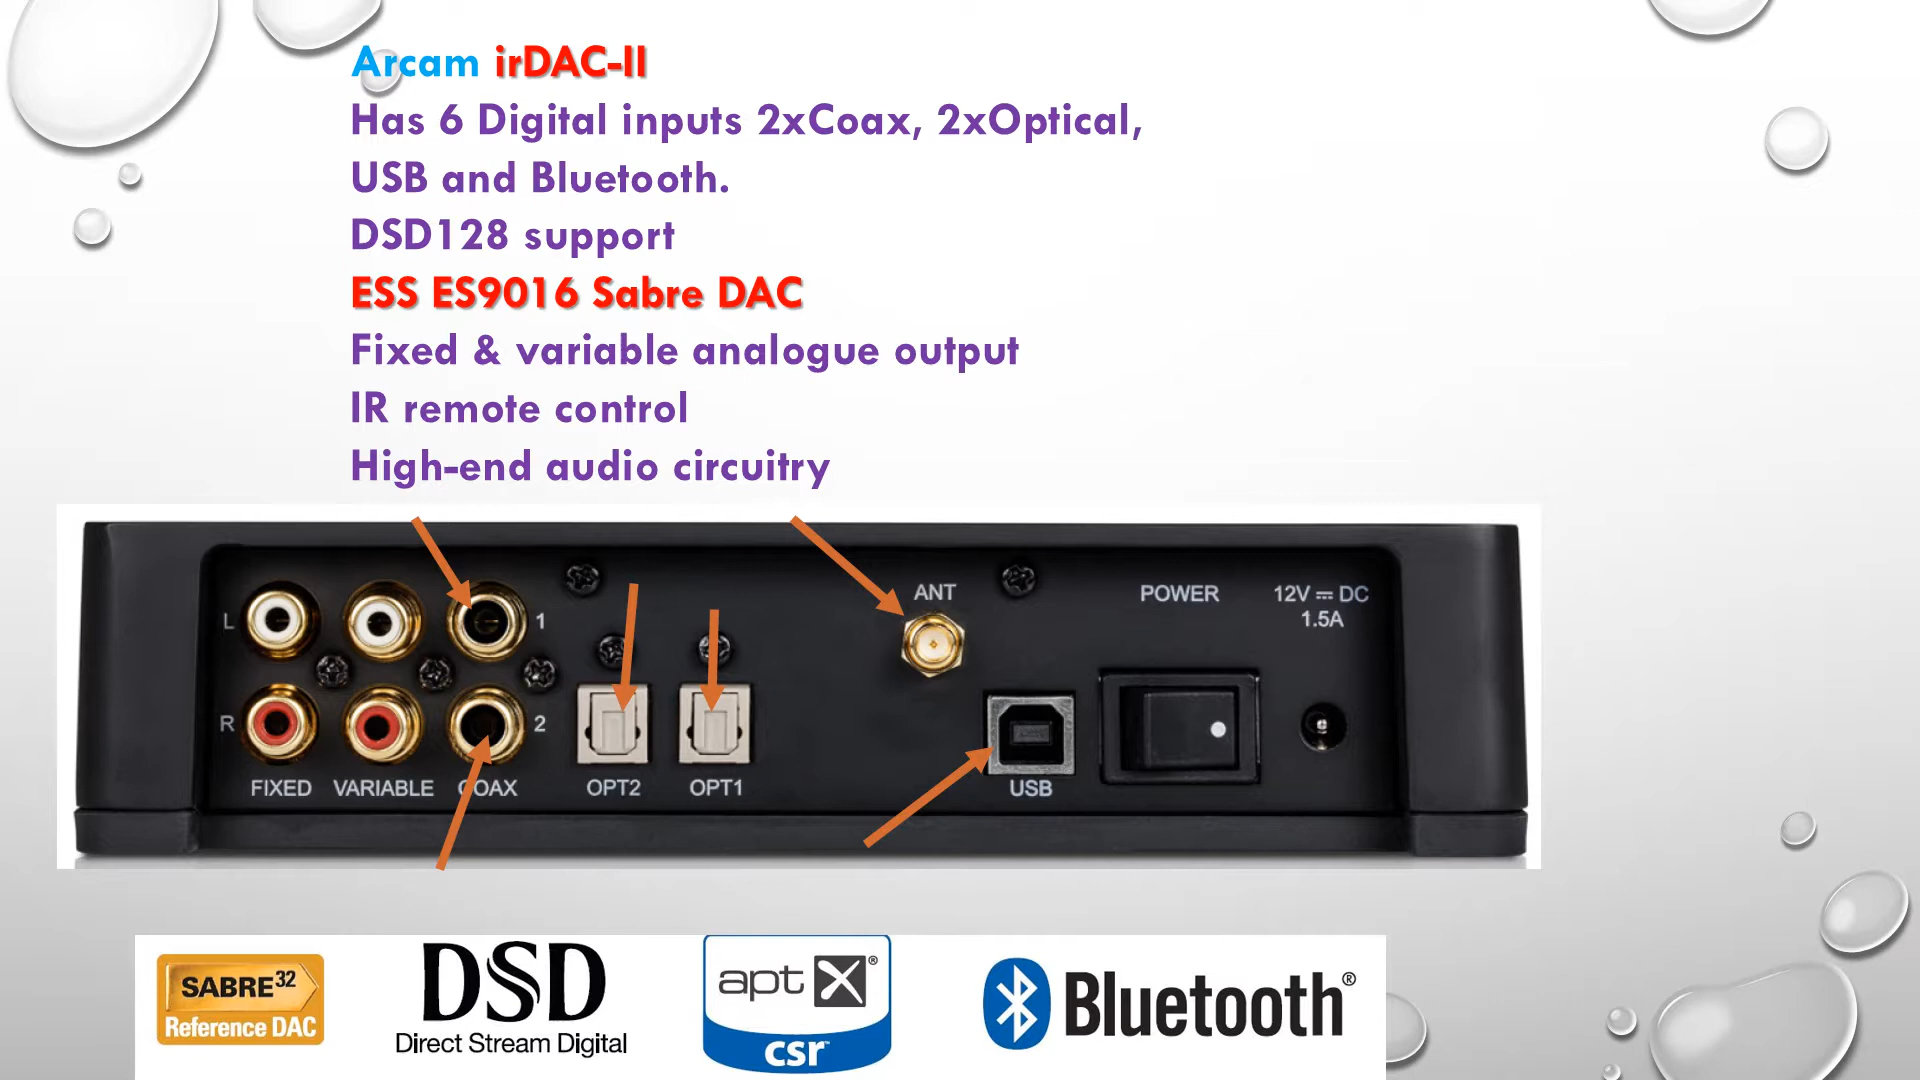 Arcam irDAC-II
Has 6 Digital inputs 2xCoax, 2xOptical,
USB and Bluetooth.
DSD128 support
ESS ES9016 Sabre DAC
Fixed & variable analogue output
IR remote control
High-end audio circuitry
ANT
POWER
12V ⎓ DC
1.5A
L
1
R
2
FIXED
VARIABLE
COAX
OPT2
OPT1
USB
SABRE32
Reference DAC
DSD
Direct Stream Digital
aptX®
csr™
Bluetooth®